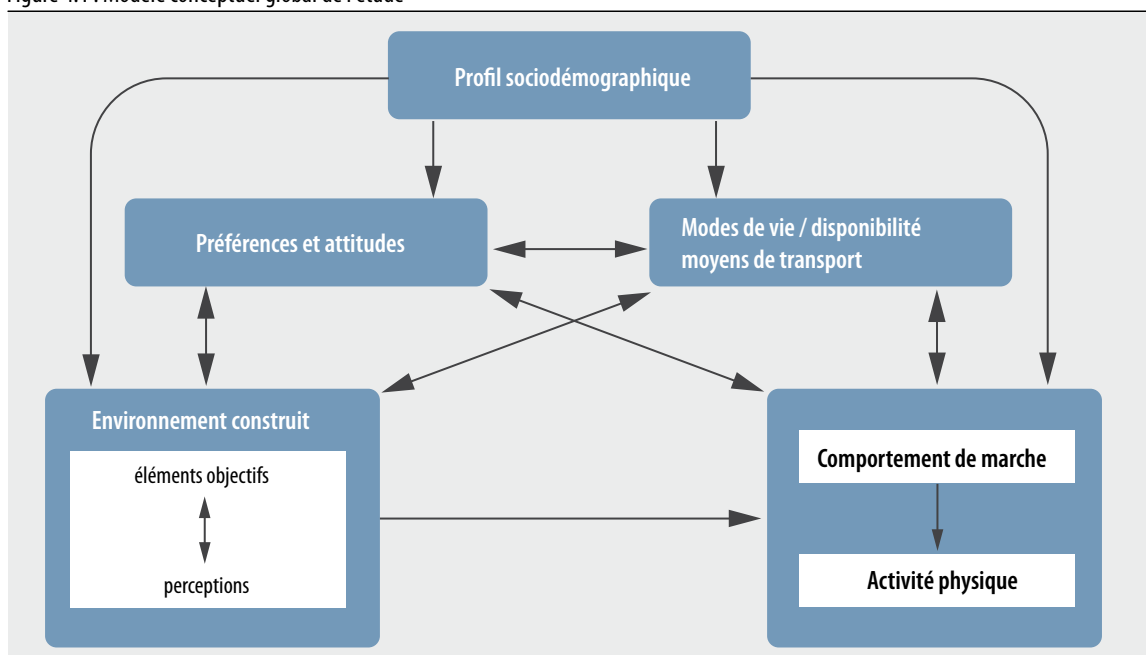 Profil sociodémographique
Préférences et attitudes
Modes de vie / disponibilité
moyens de transport
Environnement construit
éléments objectifs
perceptions
Comportement de marche
Activité physique